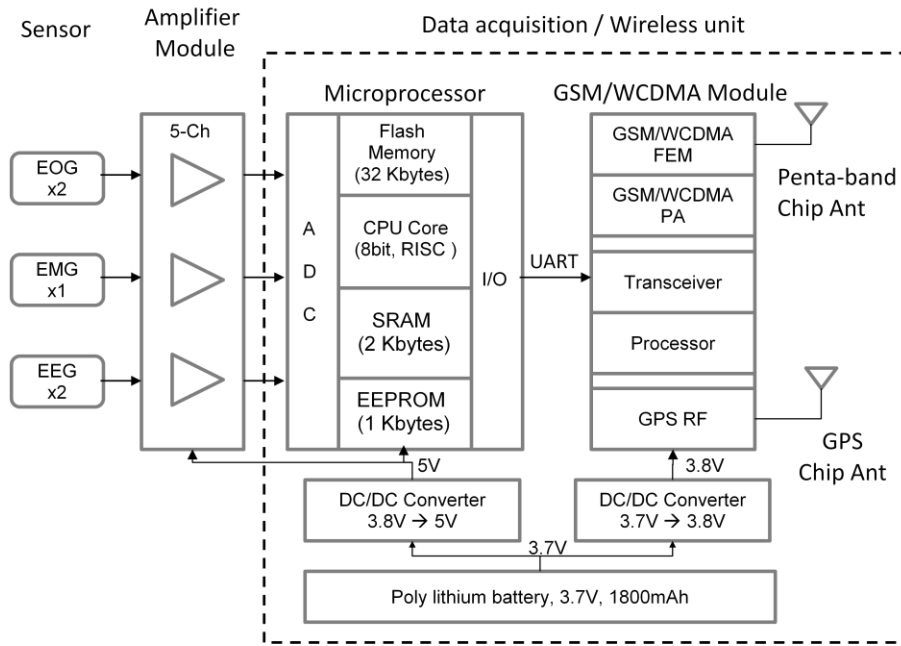 Sensor
Amplifier
Module
Data acquisition / Wireless unit
Microprocessor
GSM/WCDMA Module
5-Ch
EOG
x2
EMG
x1
EEG
x2
A
D
C
Flash
Memory
(32 Kbytes)
CPU Core
(8bit, RISC )
SRAM
(2 Kbytes)
EEPROM
(1 Kbytes)
I/O
UART
GSM/WCDMA
FEM
GSM/WCDMA
PA
Transceiver
Processor
GPS RF
Penta-band
Chip Ant
GPS
Chip Ant
5V
3.8V
DC/DC Converter
3.8V → 5V
DC/DC Converter
3.7V → 3.8V
3.7V
Poly lithium battery, 3.7V, 1800mAh